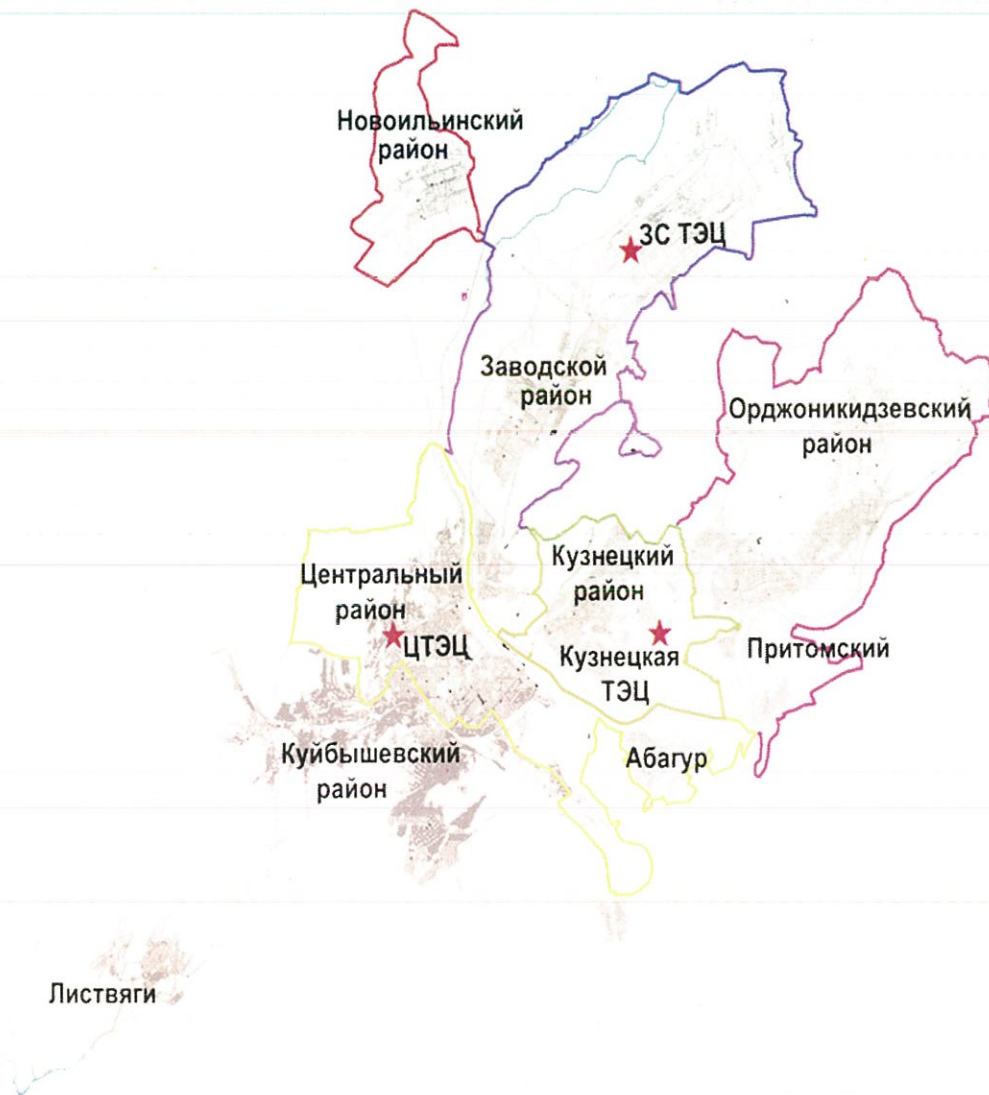 Новоильинский
район
ЗС ТЭЦ
Заводской
район
Орджоникидзевский
район
Кузнецкий
район
Центральный
район
ЦТЭЦ
Кузнецкая
ТЭЦ
Притомский
Куйбышевский
район
Абагур
Листвяги